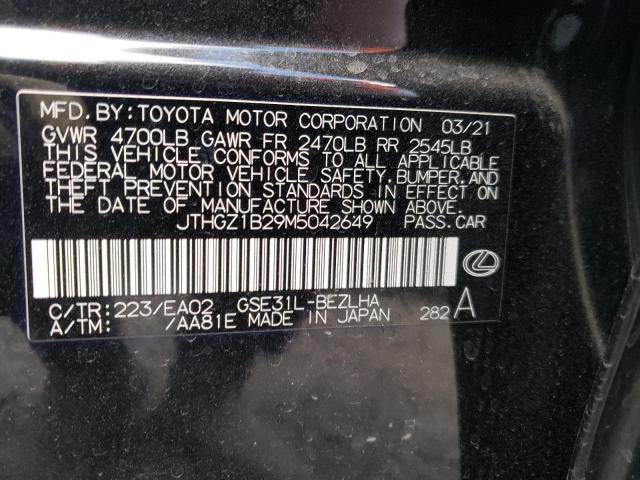 MFD. BY: TOYOTA MOTOR CORPORATION 03/21
GVWR 4700LB GAWR FR 2470LB RR 2545LB
THIS VEHICLE CONFORMS TO ALL APPLICABLE
FEDERAL MOTOR VEHICLE SAFETY, BUMPER, AND
THEFT PREVENTION STANDARDS IN EFFECT ON
THE DATE OF MANUFACTURE SHOWN ABOVE.
JTHGZ1B29M5042649 PASS.CAR
C/TR: 223/EA02 GSE31L-BEZLHA
A/TM: /AA81E MADE IN JAPAN 282 A